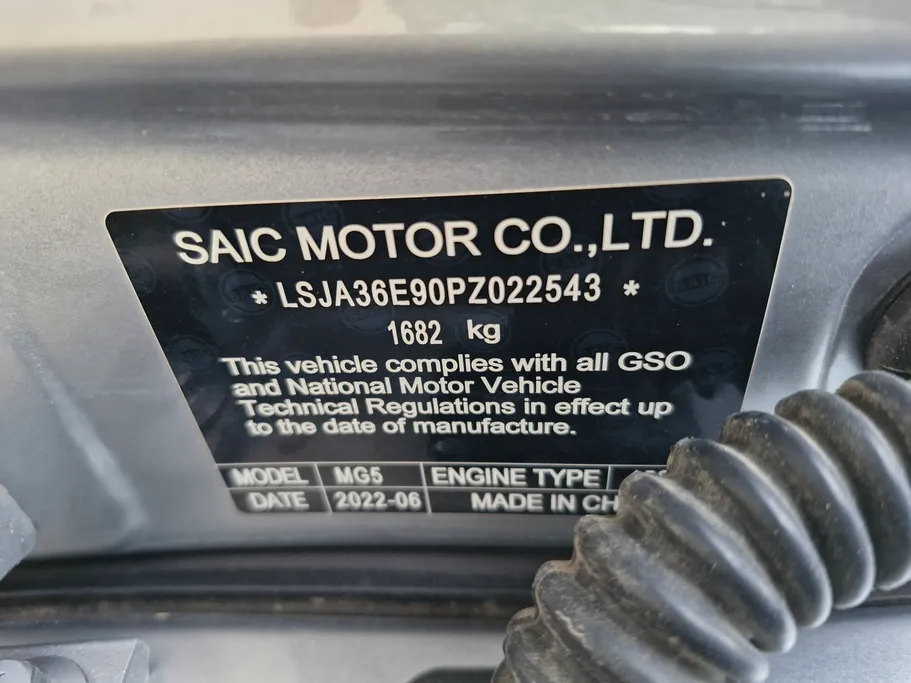 SAIC MOTOR CO.,LTD.
* LSJA36E90PZ022543 *
1682 kg
This vehicle complies with all GSO
and National Motor Vehicle
Technical Regulations in effect up
to the date of manufacture.
MODEL MG5 ENGINE TYPE
DATE 2022-06 MADE IN CH